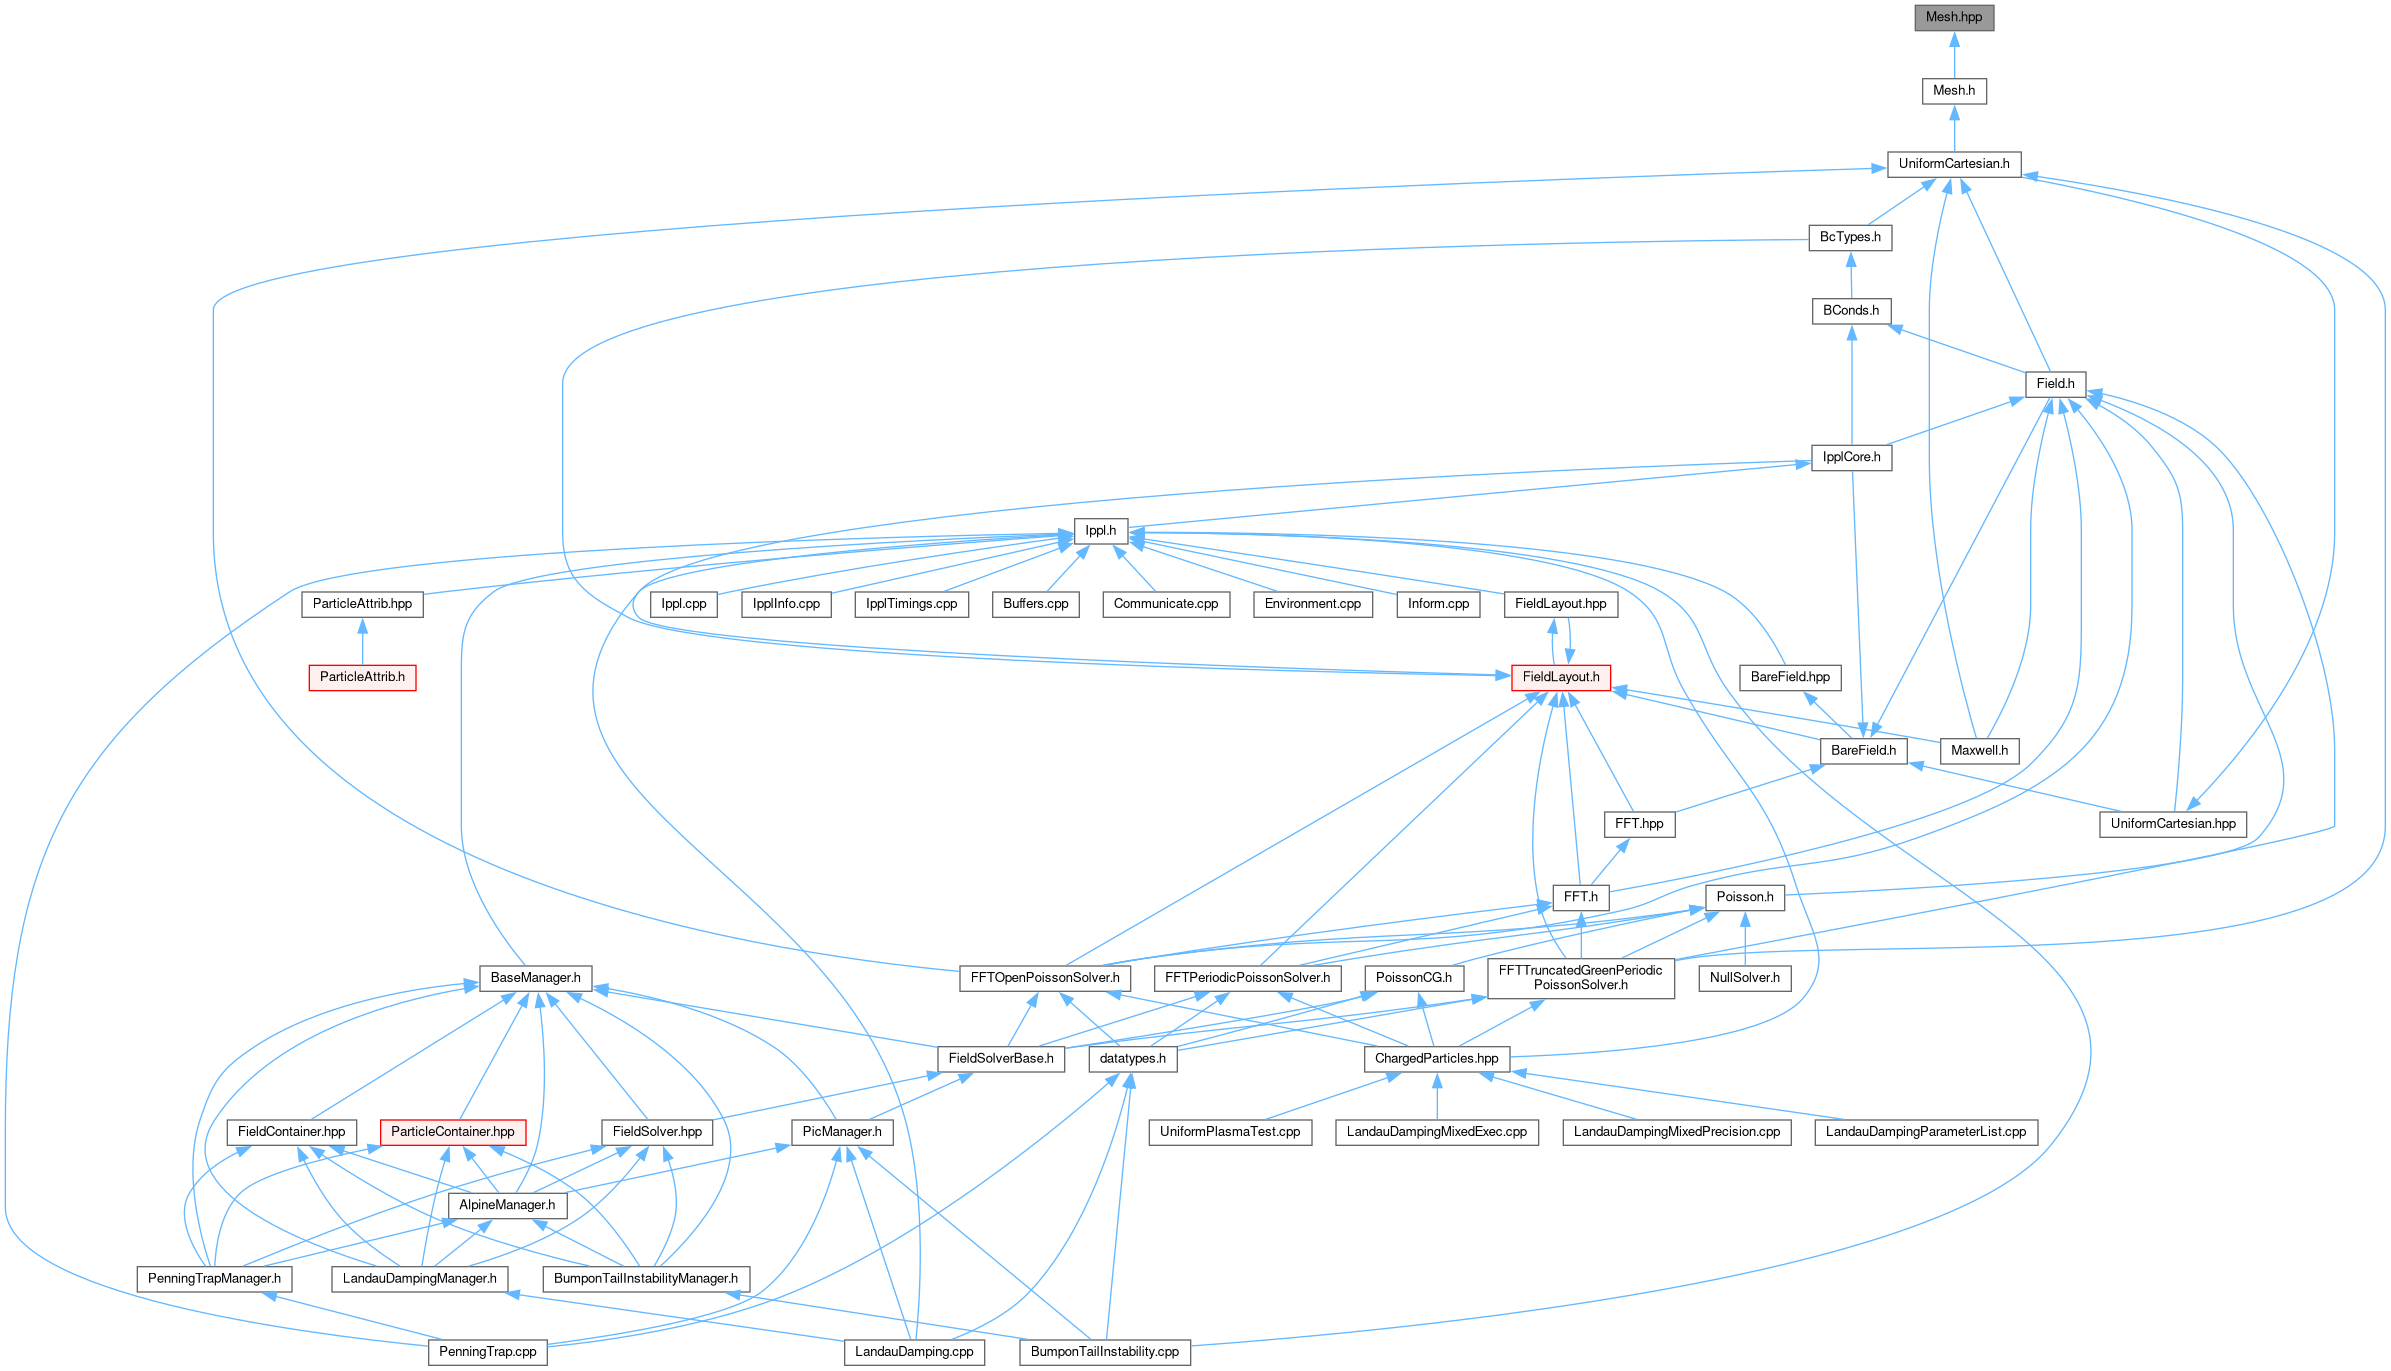 Mesh.hpp
Mesh.h
UniformCartesian.h
BcTypes.h
BConds.h
Field.h
IpplCore.h
Ippl.h
ParticleAttrib.hpp
Ippl.cpp
IpplInfo.cpp
IpplTimings.cpp
Buffers.cpp
Communicate.cpp
Environment.cpp
Inform.cpp
FieldLayout.hpp
ParticleAttrib.h
FieldLayout.h
BareField.hpp
BareField.h
Maxwell.h
FFT.hpp
UniformCartesian.hpp
FFT.h
Poisson.h
BaseManager.h
FFTOpenPoissonSolver.h
FFTPeriodicPoissonSolver.h
PoissonCG.h
FFTTruncatedGreenPeriodic
PoissonSolver.h
NullSolver.h
FieldSolverBase.h
datatypes.h
ChargedParticles.hpp
FieldContainer.hpp
ParticleContainer.hpp
FieldSolver.hpp
PicManager.h
UniformPlasmaTest.cpp
LandauDampingMixedExec.cpp
LandauDampingMixedPrecision.cpp
LandauDampingParameterList.cpp
AlpineManager.h
PenningTrapManager.h
LandauDampingManager.h
BumponTailInstabilityManager.h
PenningTrap.cpp
LandauDamping.cpp
BumponTailInstability.cpp